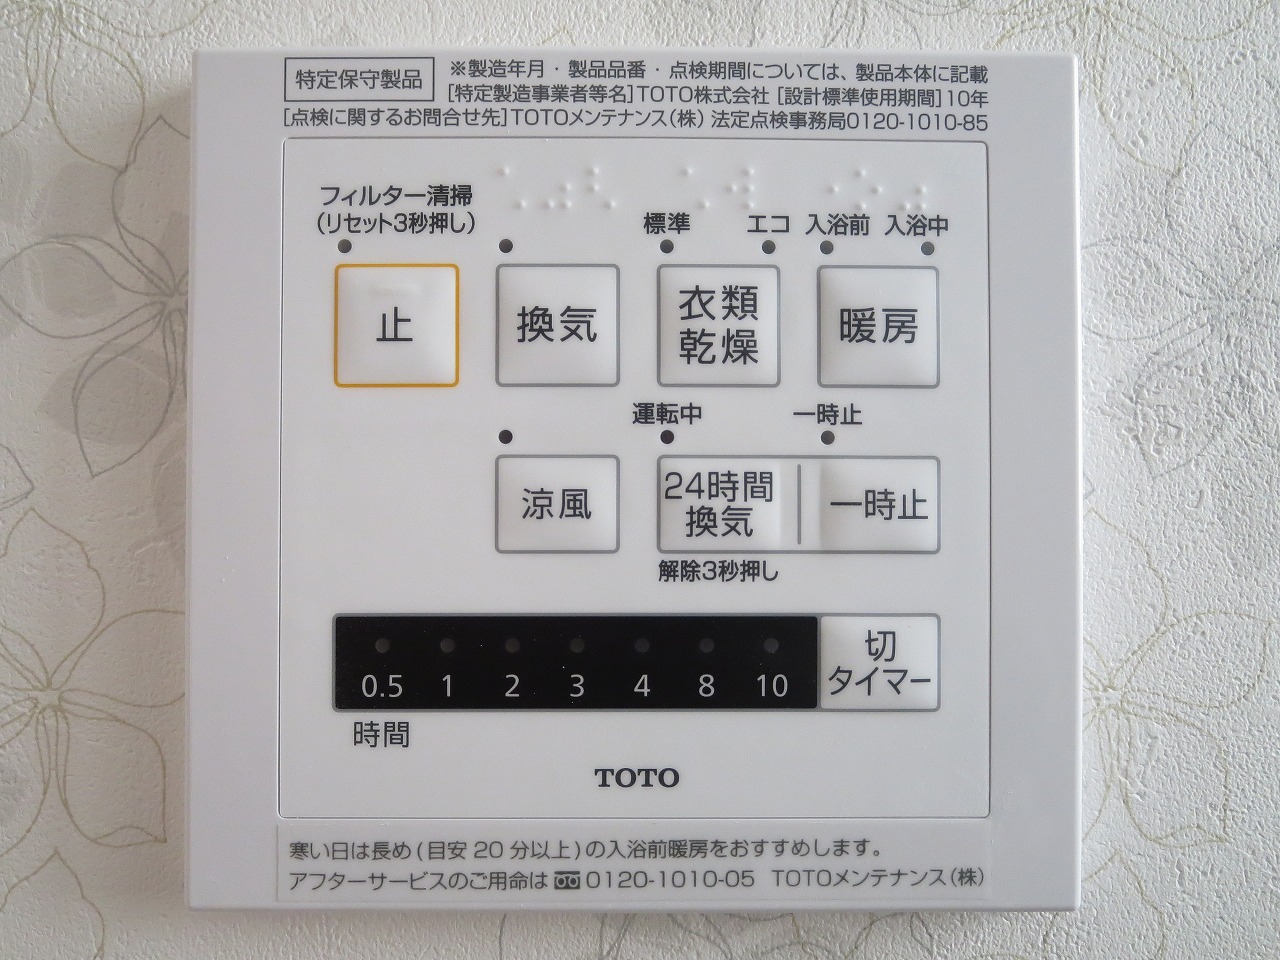 特定保守製品
※製造年月・製品品番・点検期間については、製品本体に記載
[特定製造事業者等名]TOTO株式会社 [設計標準使用期間]10年
[点検に関するお問合せ先]TOTOメンテナンス(株) 法定点検事務局0120-1010-85
フィルター清掃
(リセット3秒押し)
標準 エコ 入浴前 入浴中
止 換気 衣類 暖房
乾燥
運転中 一時止
涼風 24時間 一時止
換気
解除3秒押し
切
タイマー
0.5 1 2 3 4 8 10
時間
TOTO
寒い日は長め(目安20分以上)の入浴前暖房をおすすめします。
アフターサービスのご用命は 0120-1010-05 TOTOメンテナンス(株)